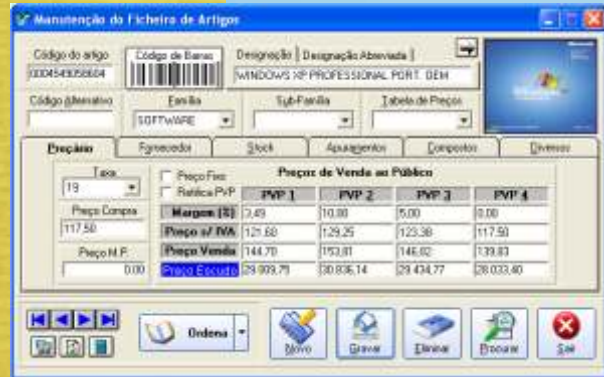 Manutenção do Ficheiro de Artigos
Código do artigo
Código de Barras
Designação
Designação Abreviada
0004549058604
WINDOWS XP PROFESSIONAL PORT. OEM
Código Alternativo
Família
Sub-Família
Tabela de Preços
SOFTWARE
Preçário
Fornecedor
Stock
Apuramentos
Compostos
Diversos
Taxa
Preço Fixo
Preços de Venda ao Público
19
Retifica PVP
PVP 1 PVP 2 PVP 3 PVP 4
Preço Compra
Margem (%) 3,49 10,00 5,00 0,00
117,50
Preço s/ IVA 121,60 129,25 123,38 117,50
Preço M.P.
Preço Venda 144,70 153,81 146,82 139,83
0,00
Preço Escudo 29 009,75 30 836,14 29 434,77 28 033,40
Ordena
Novo
Gravar
Eliminar
Procurar
Sair